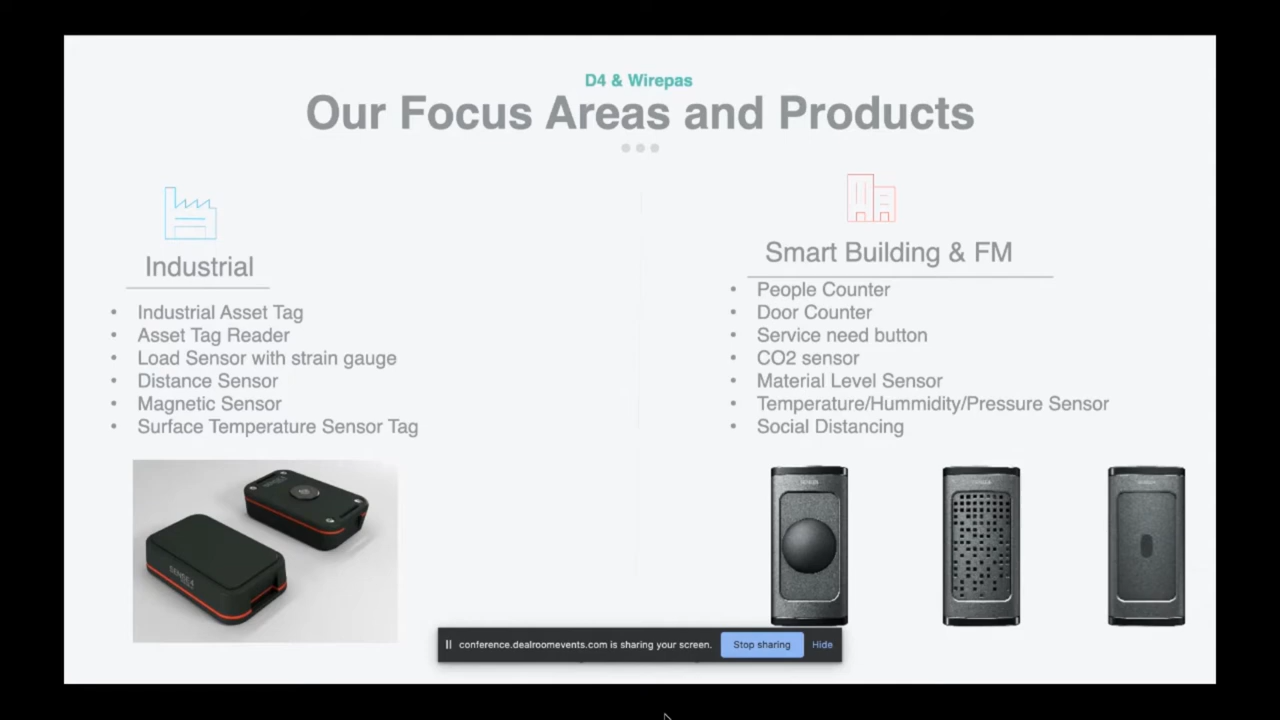 D4 & Wirepas
Our Focus Areas and Products
Industrial
• Industrial Asset Tag
• Asset Tag Reader
• Load Sensor with strain gauge
• Distance Sensor
• Magnetic Sensor
• Surface Temperature Sensor Tag
SENSE4
Smart Building & FM
• People Counter
• Door Counter
• Service need button
• CO2 sensor
• Material Level Sensor
• Temperature/Hummidity/Pressure Sensor
• Social Distancing
conference.dealroomevents.com is sharing your screen.
Stop sharing
Hide